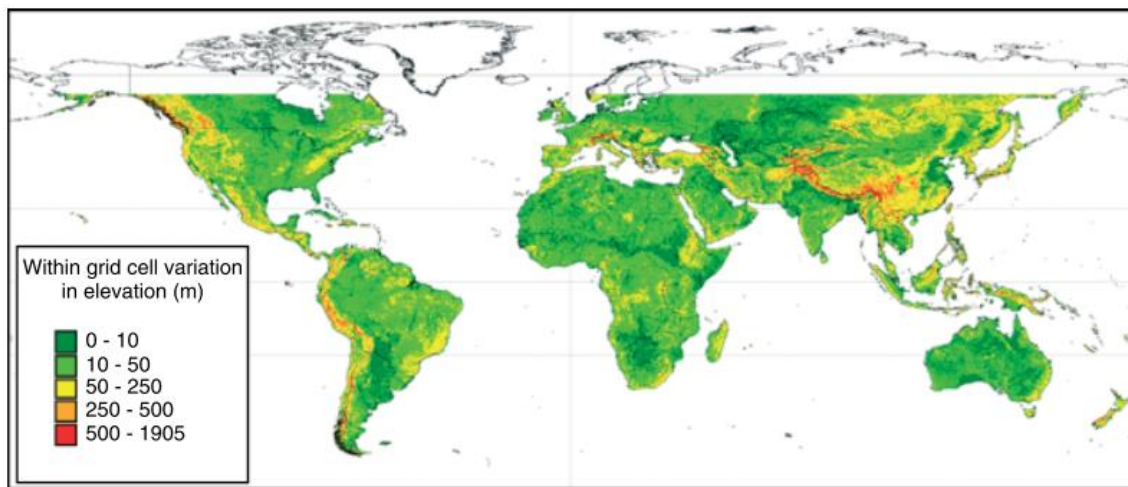 Within grid cell variation
in elevation (m)
0 - 10
10 - 50
50 - 250
250 - 500
500 - 1905